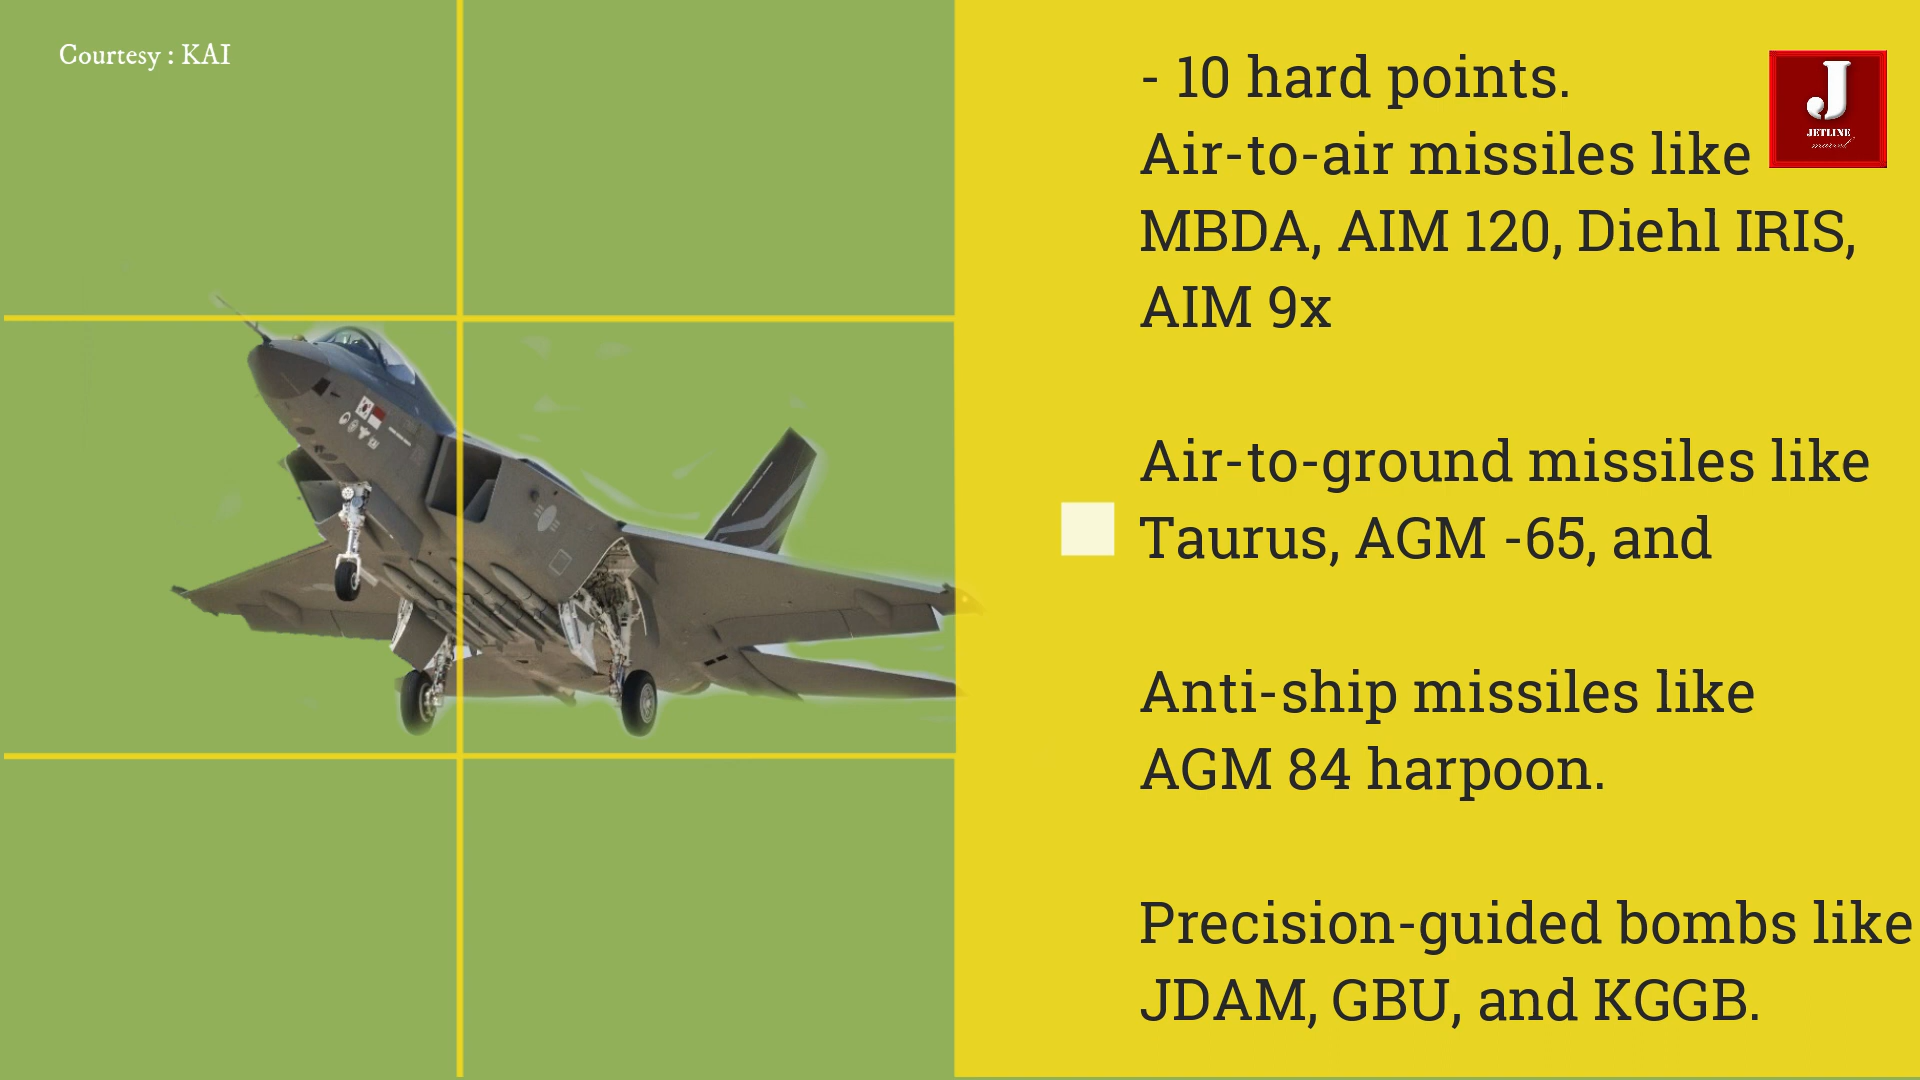 Courtesy : KAI
- 10 hard points.
Air-to-air missiles like
MBDA, AIM 120, Diehl IRIS,
AIM 9x
Air-to-ground missiles like
Taurus, AGM -65, and
Anti-ship missiles like
AGM 84 harpoon.
Precision-guided bombs like
JDAM, GBU, and KGGB.
J
JETLINE
marvel